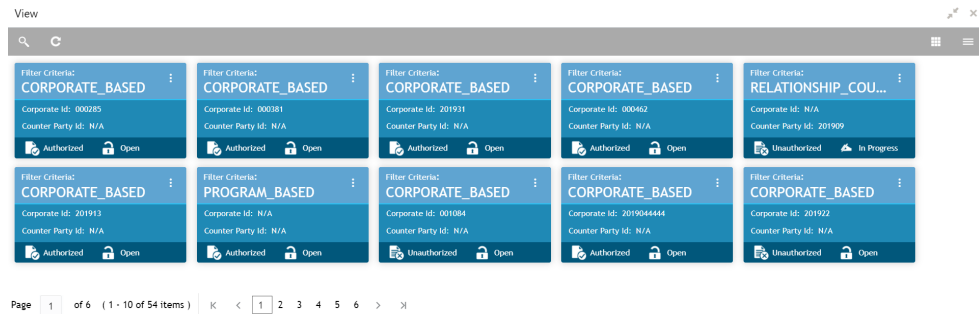 View
Filter Criteria:
CORPORATE_BASED
Corporate Id: 000285
Counter Party Id: N/A
Authorized Open
Filter Criteria:
CORPORATE_BASED
Corporate Id: 000381
Counter Party Id: N/A
Authorized Open
Filter Criteria:
CORPORATE_BASED
Corporate Id: 201931
Counter Party Id: N/A
Authorized Open
Filter Criteria:
CORPORATE_BASED
Corporate Id: 000462
Counter Party Id: N/A
Authorized Open
Filter Criteria:
RELATIONSHIP_COU...
Corporate Id: N/A
Counter Party Id: 201909
Unauthorized In Progress
Filter Criteria:
CORPORATE_BASED
Corporate Id: 201913
Counter Party Id: N/A
Authorized Open
Filter Criteria:
PROGRAM_BASED
Corporate Id: N/A
Counter Party Id: N/A
Authorized Open
Filter Criteria:
CORPORATE_BASED
Corporate Id: 001084
Counter Party Id: N/A
Unauthorized Open
Filter Criteria:
CORPORATE_BASED
Corporate Id: 2019044444
Counter Party Id: N/A
Authorized Open
Filter Criteria:
CORPORATE_BASED
Corporate Id: 201922
Counter Party Id: N/A
Unauthorized Open
Page 1 of 6 (1 - 10 of 54 items) 1 2 3 4 5 6